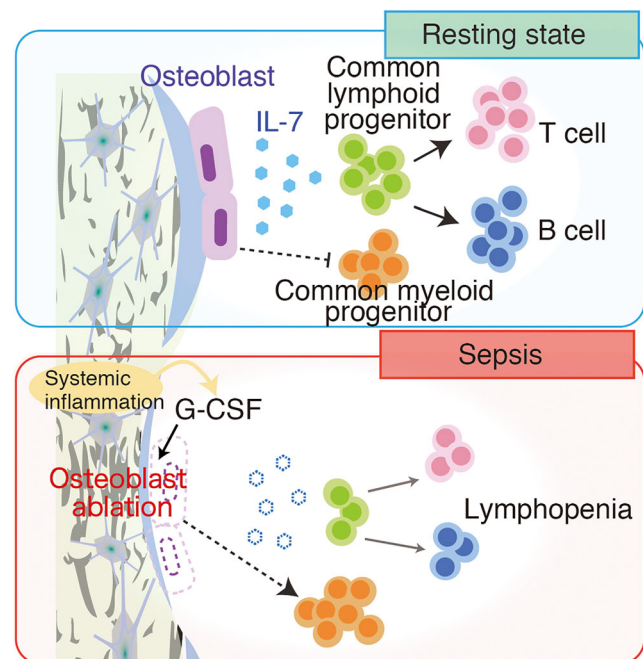 Resting state
Osteoblast
IL-7
Common
lymphoid
progenitor
T cell
B cell
Common myeloid
progenitor
Sepsis
Systemic
inflammation
G-CSF
Osteoblast
ablation
Lymphopenia